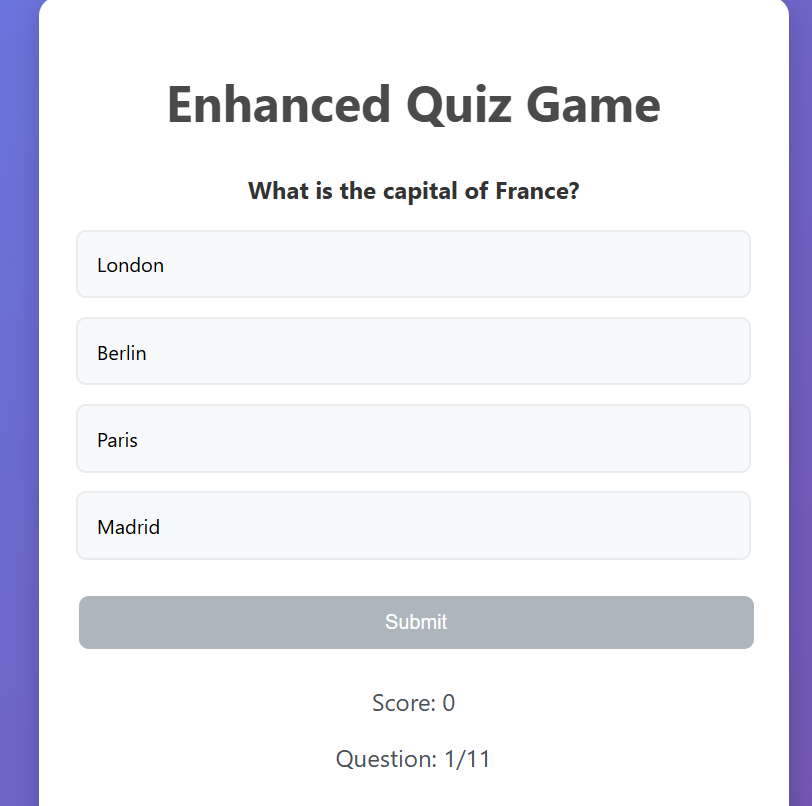 Enhanced Quiz Game
What is the capital of France?
London
Berlin
Paris
Madrid
Submit
Score: 0
Question: 1/11